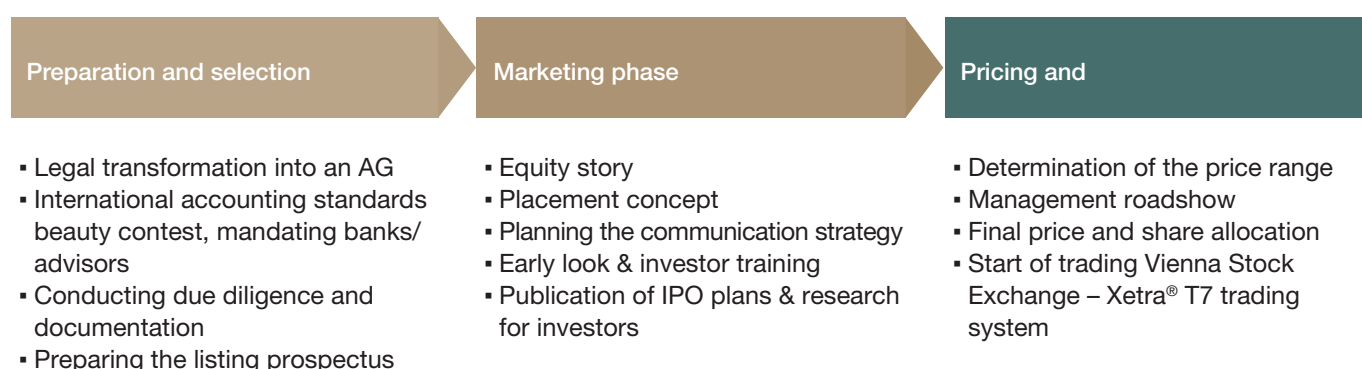 Preparation and selection
▪ Legal transformation into an AG
▪ International accounting standards
beauty contest, mandating banks/
advisors
▪ Conducting due diligence and
documentation
▪ Preparing the listing prospectus
Marketing phase
▪ Equity story
▪ Placement concept
▪ Planning the communication strategy
▪ Early look & investor training
▪ Publication of IPO plans & research
for investors
Pricing and
▪ Determination of the price range
▪ Management roadshow
▪ Final price and share allocation
▪ Start of trading Vienna Stock
Exchange – Xetra® T7 trading
system